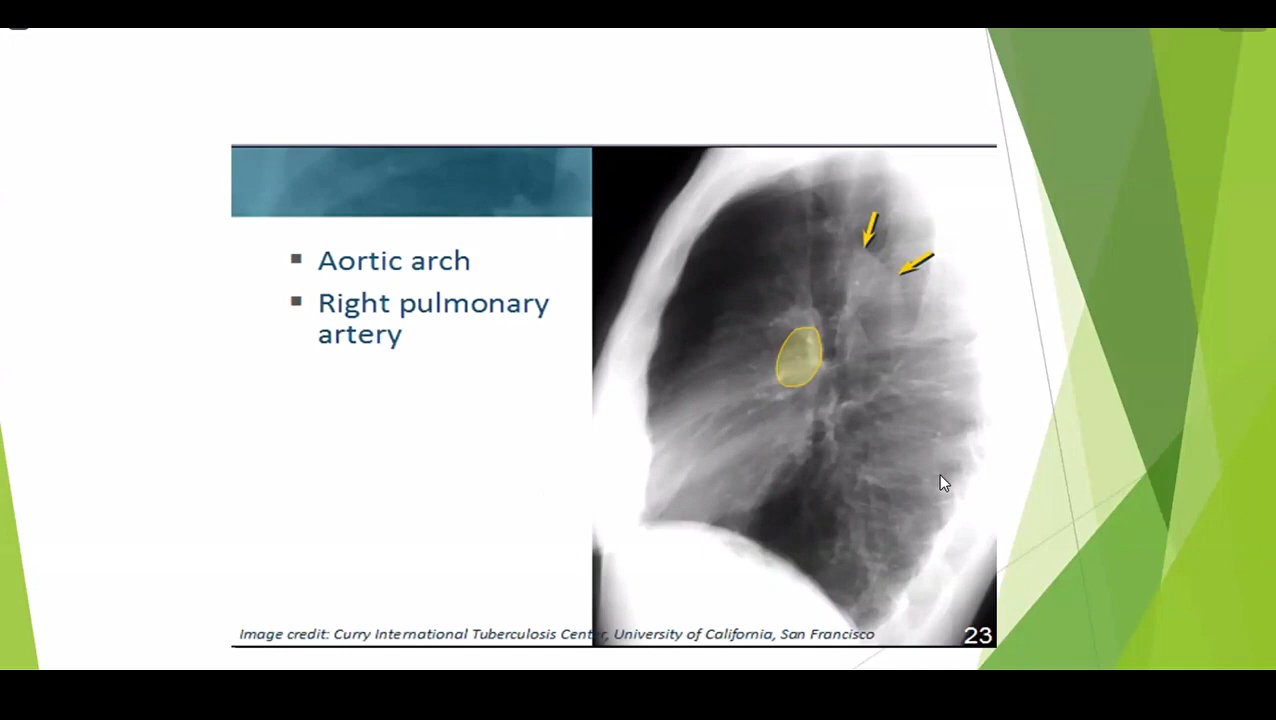 Aortic arch
Right pulmonary
artery
Image credit: Curry International Tuberculosis Center, University of California, San Francisco
23